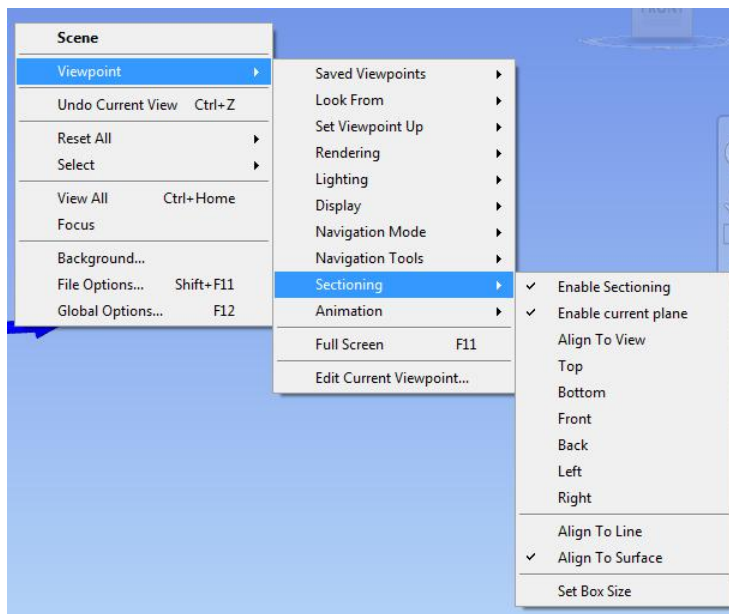 FRONT
Scene
Viewpoint
Undo Current View Ctrl+Z
Reset All
Select
View All Ctrl+Home
Focus
Background...
File Options... Shift+F11
Global Options... F12
Saved Viewpoints
Look From
Set Viewpoint Up
Rendering
Lighting
Display
Navigation Mode
Navigation Tools
Sectioning
Animation
Full Screen F11
Edit Current Viewpoint...
Enable Sectioning
Enable current plane
Align To View
Top
Bottom
Front
Back
Left
Right
Align To Line
Align To Surface
Set Box Size